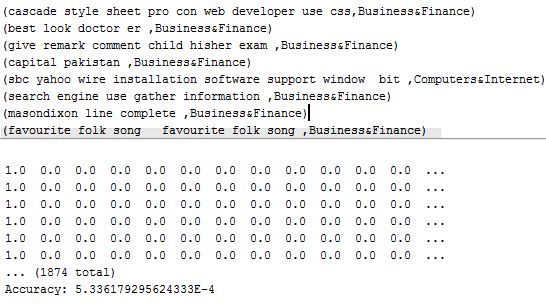 (cascade style sheet pro con web developer use css,Business&Finance)
(best look doctor er ,Business&Finance)
(give remark comment child hisher exam ,Business&Finance)
(capital pakistan ,Business&Finance)
(sbc yahoo wire installation software support window  bit ,Computers&Internet)
(search engine use gather information ,Business&Finance)
(masondixon line complete ,Business&Finance)
(favourite folk song   favourite folk song ,Business&Finance)
1.0  0.0  0.0  0.0  0.0  0.0  0.0  0.0  0.0  0.0  0.0  0.0  ...
1.0  0.0  0.0  0.0  0.0  0.0  0.0  0.0  0.0  0.0  0.0  0.0  ...
1.0  0.0  0.0  0.0  0.0  0.0  0.0  0.0  0.0  0.0  0.0  0.0  ...
1.0  0.0  0.0  0.0  0.0  0.0  0.0  0.0  0.0  0.0  0.0  0.0  ...
1.0  0.0  0.0  0.0  0.0  0.0  0.0  0.0  0.0  0.0  0.0  0.0  ...
1.0  0.0  0.0  0.0  0.0  0.0  0.0  0.0  0.0  0.0  0.0  0.0  ...
... (1874 total)
Accuracy: 5.336179295624333E-4